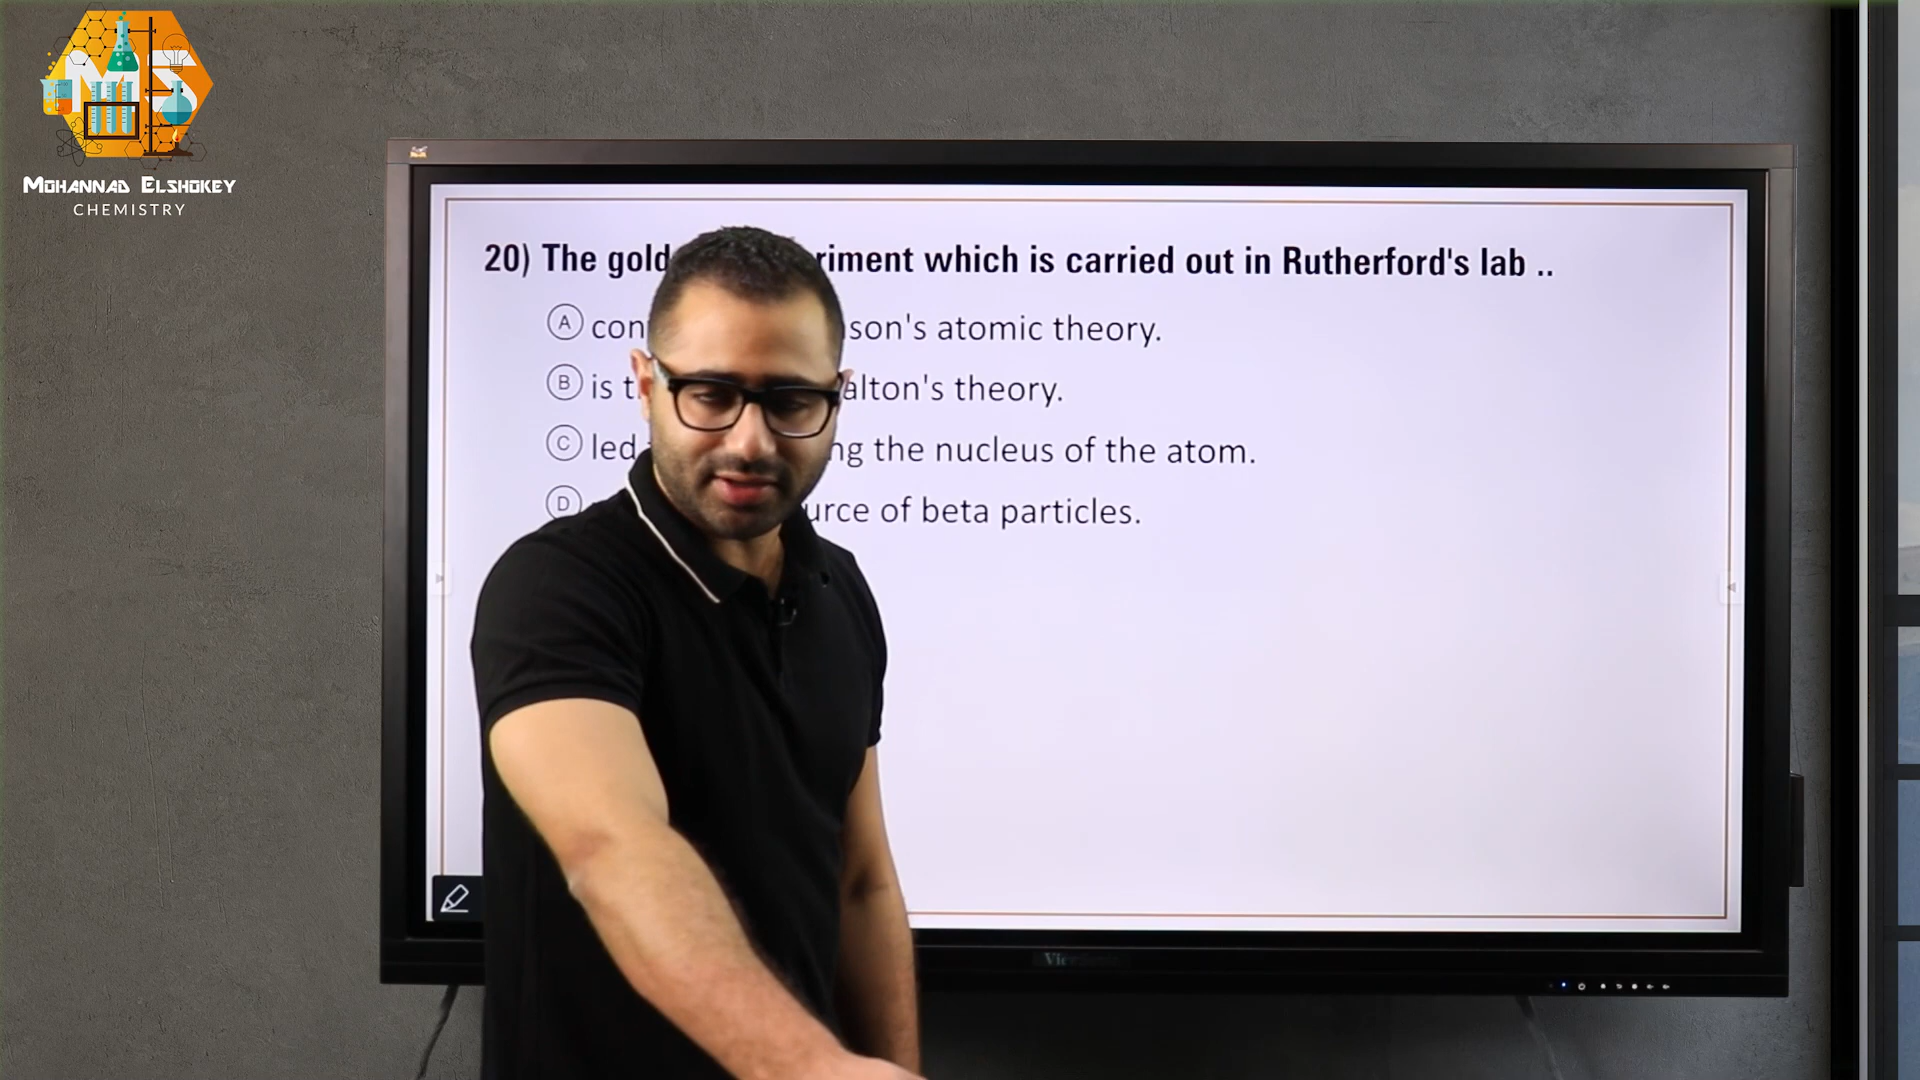 MS
MOHANNAD ELSHOKEY
CHEMISTRY
20) The gold riment which is carried out in Rutherford's lab ..
A con son's atomic theory.
B is t alton's theory.
C led ng the nucleus of the atom.
D urce of beta particles.